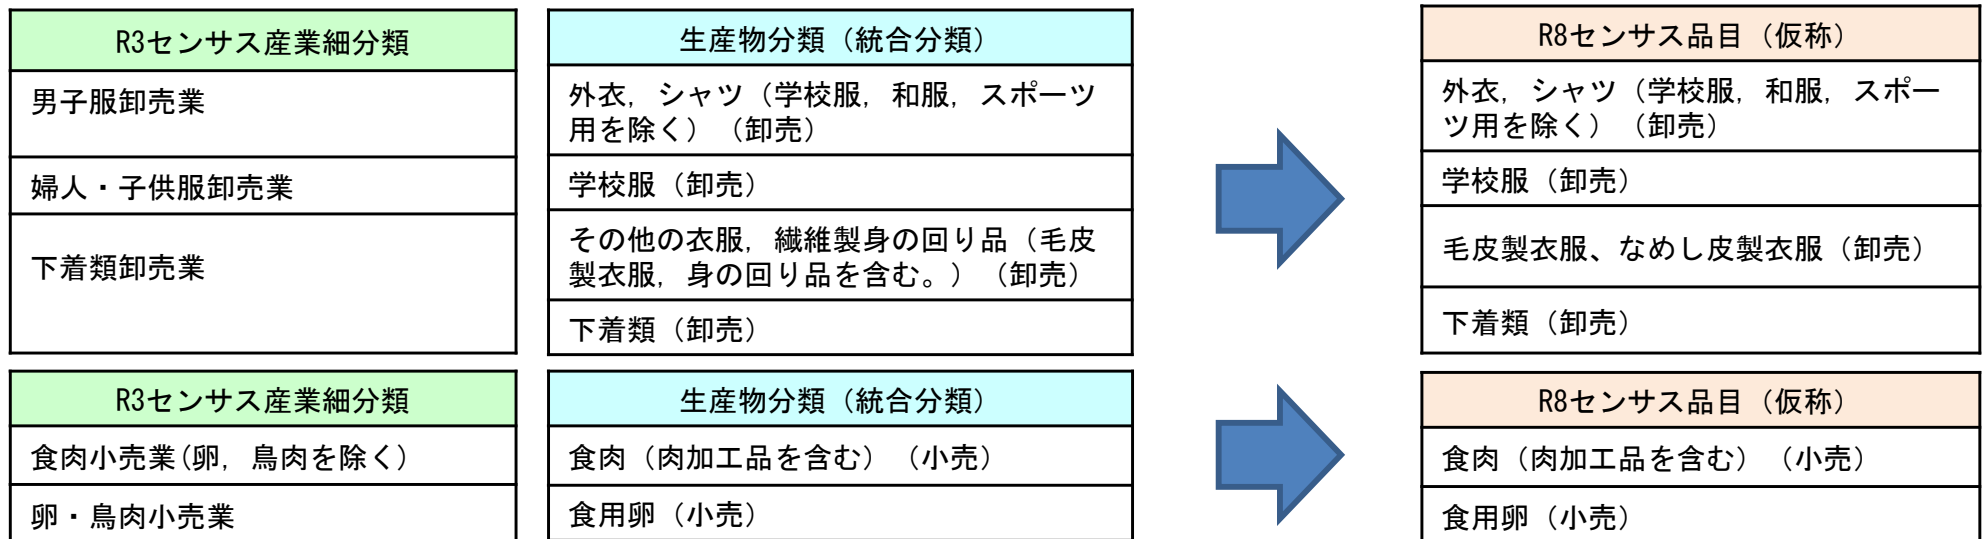 R3センサス産業細分類
男子服卸売業
婦人・子供服卸売業
下着類卸売業
生産物分類（統合分類）
外衣，シャツ（学校服，和服，スポーツ
用を除く）（卸売）
学校服（卸売）
その他の衣服，繊維製身の回り品（毛皮
製衣服，身の回り品を含む。）（卸売）
下着類（卸売）
R8センサス品目（仮称）
外衣，シャツ（学校服，和服，スポー
ツ用を除く）（卸売）
学校服（卸売）
毛皮製衣服、なめし皮製衣服（卸売）
下着類（卸売）
R3センサス産業細分類
食肉小売業(卵，鳥肉を除く)
卵・鳥肉小売業
生産物分類（統合分類）
食肉（肉加工品を含む）（小売）
食用卵（小売）
R8センサス品目（仮称）
食肉（肉加工品を含む）（小売）
食用卵（小売）